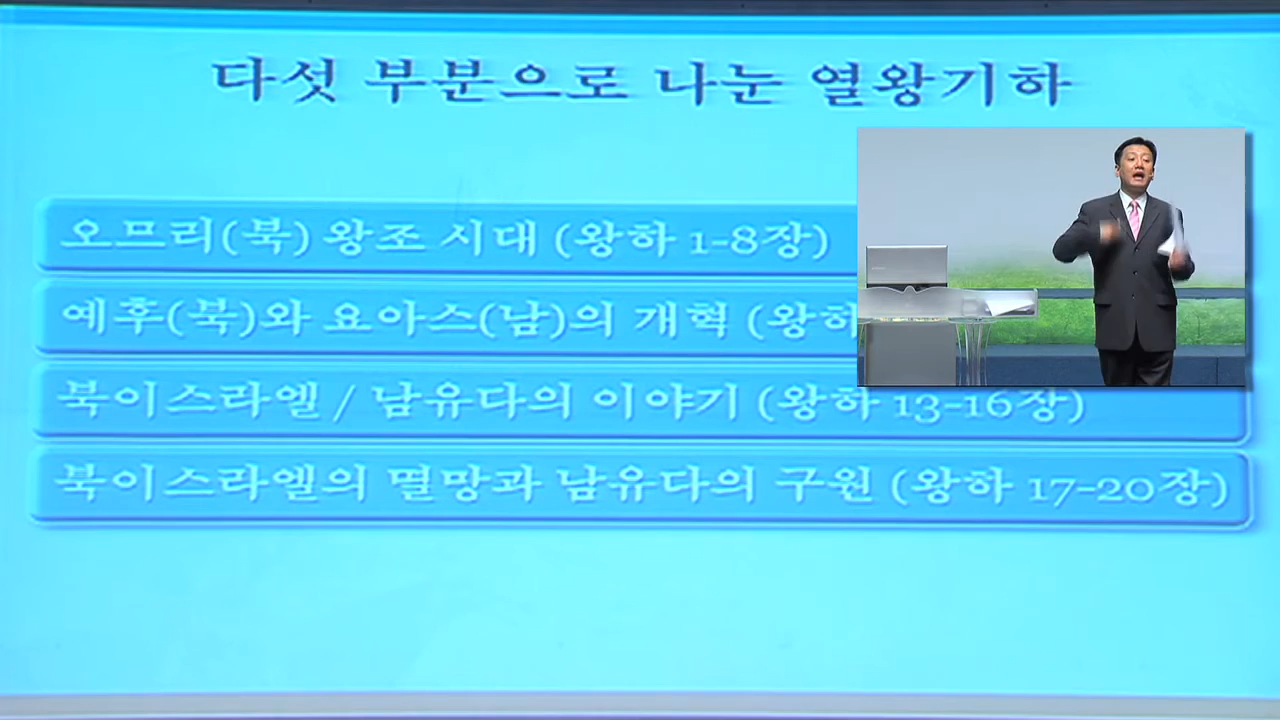 다섯 부분으로 나눈 열왕기하
오므리(북) 왕조 시대 (왕하 1-8장)
예후(북)와 요아스(남)의 개혁 (왕하
북이스라엘 / 남유다의 이야기 (왕하 13-16장)
북이스라엘의 멸망과 남유다의 구원 (왕하 17-20장)